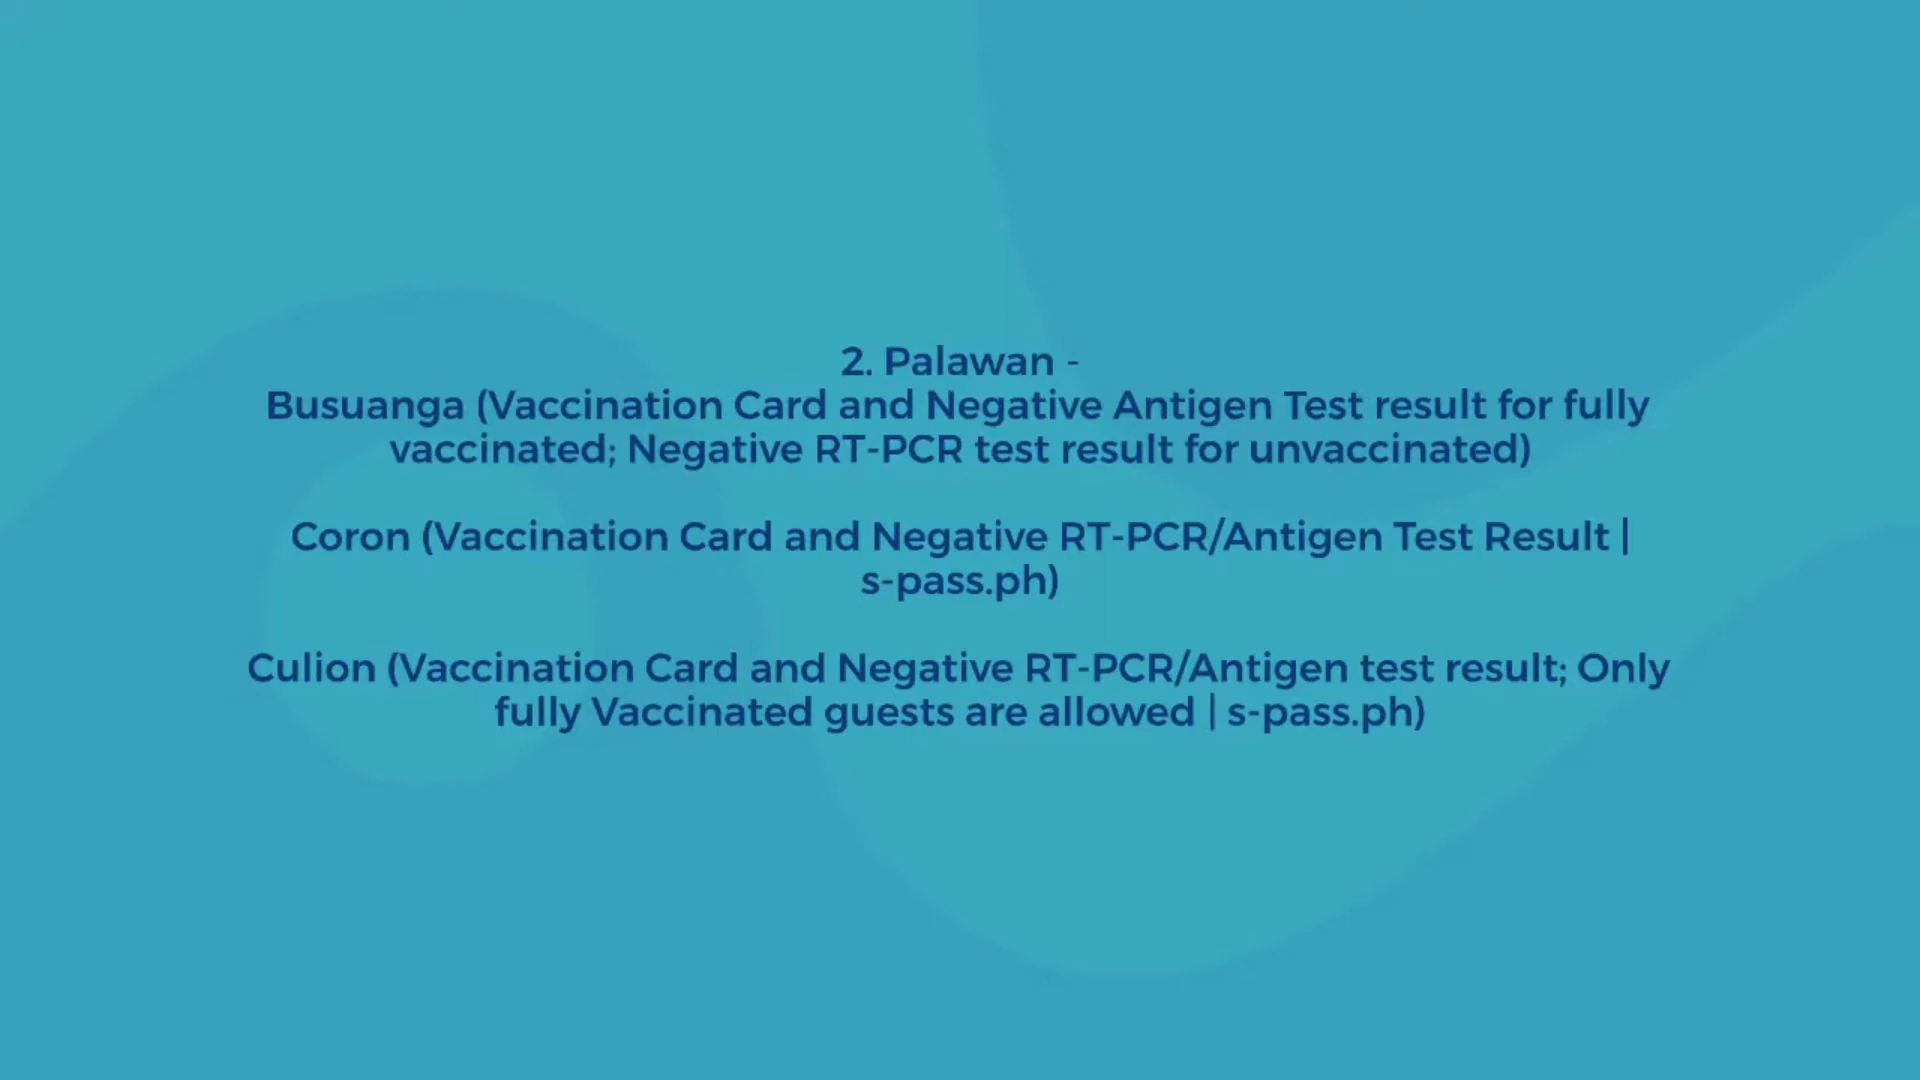 2. Palawan -
Busuanga (Vaccination Card and Negative Antigen Test result for fully
vaccinated; Negative RT-PCR test result for unvaccinated)
Coron (Vaccination Card and Negative RT-PCR/Antigen Test Result |
s-pass.ph)
Culion (Vaccination Card and Negative RT-PCR/Antigen test result; Only
fully Vaccinated guests are allowed | s-pass.ph)